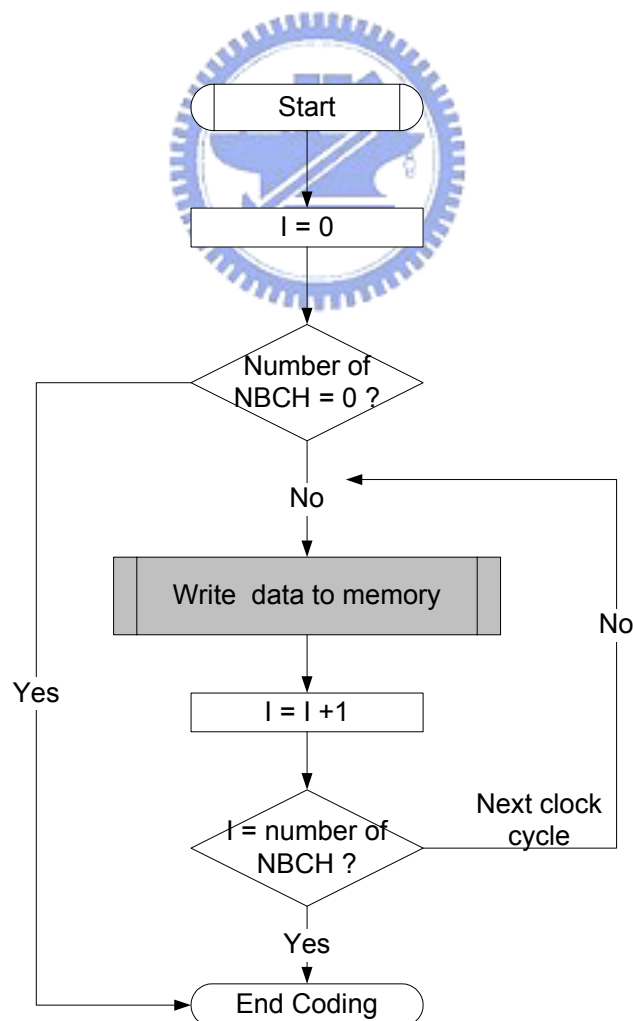 Start
I = 0
Number of
NBCH = 0 ?
No
Write  data to memory
No
Yes
I = I +1
Next clock
cycle
I = number of
NBCH ?
Yes
End Coding